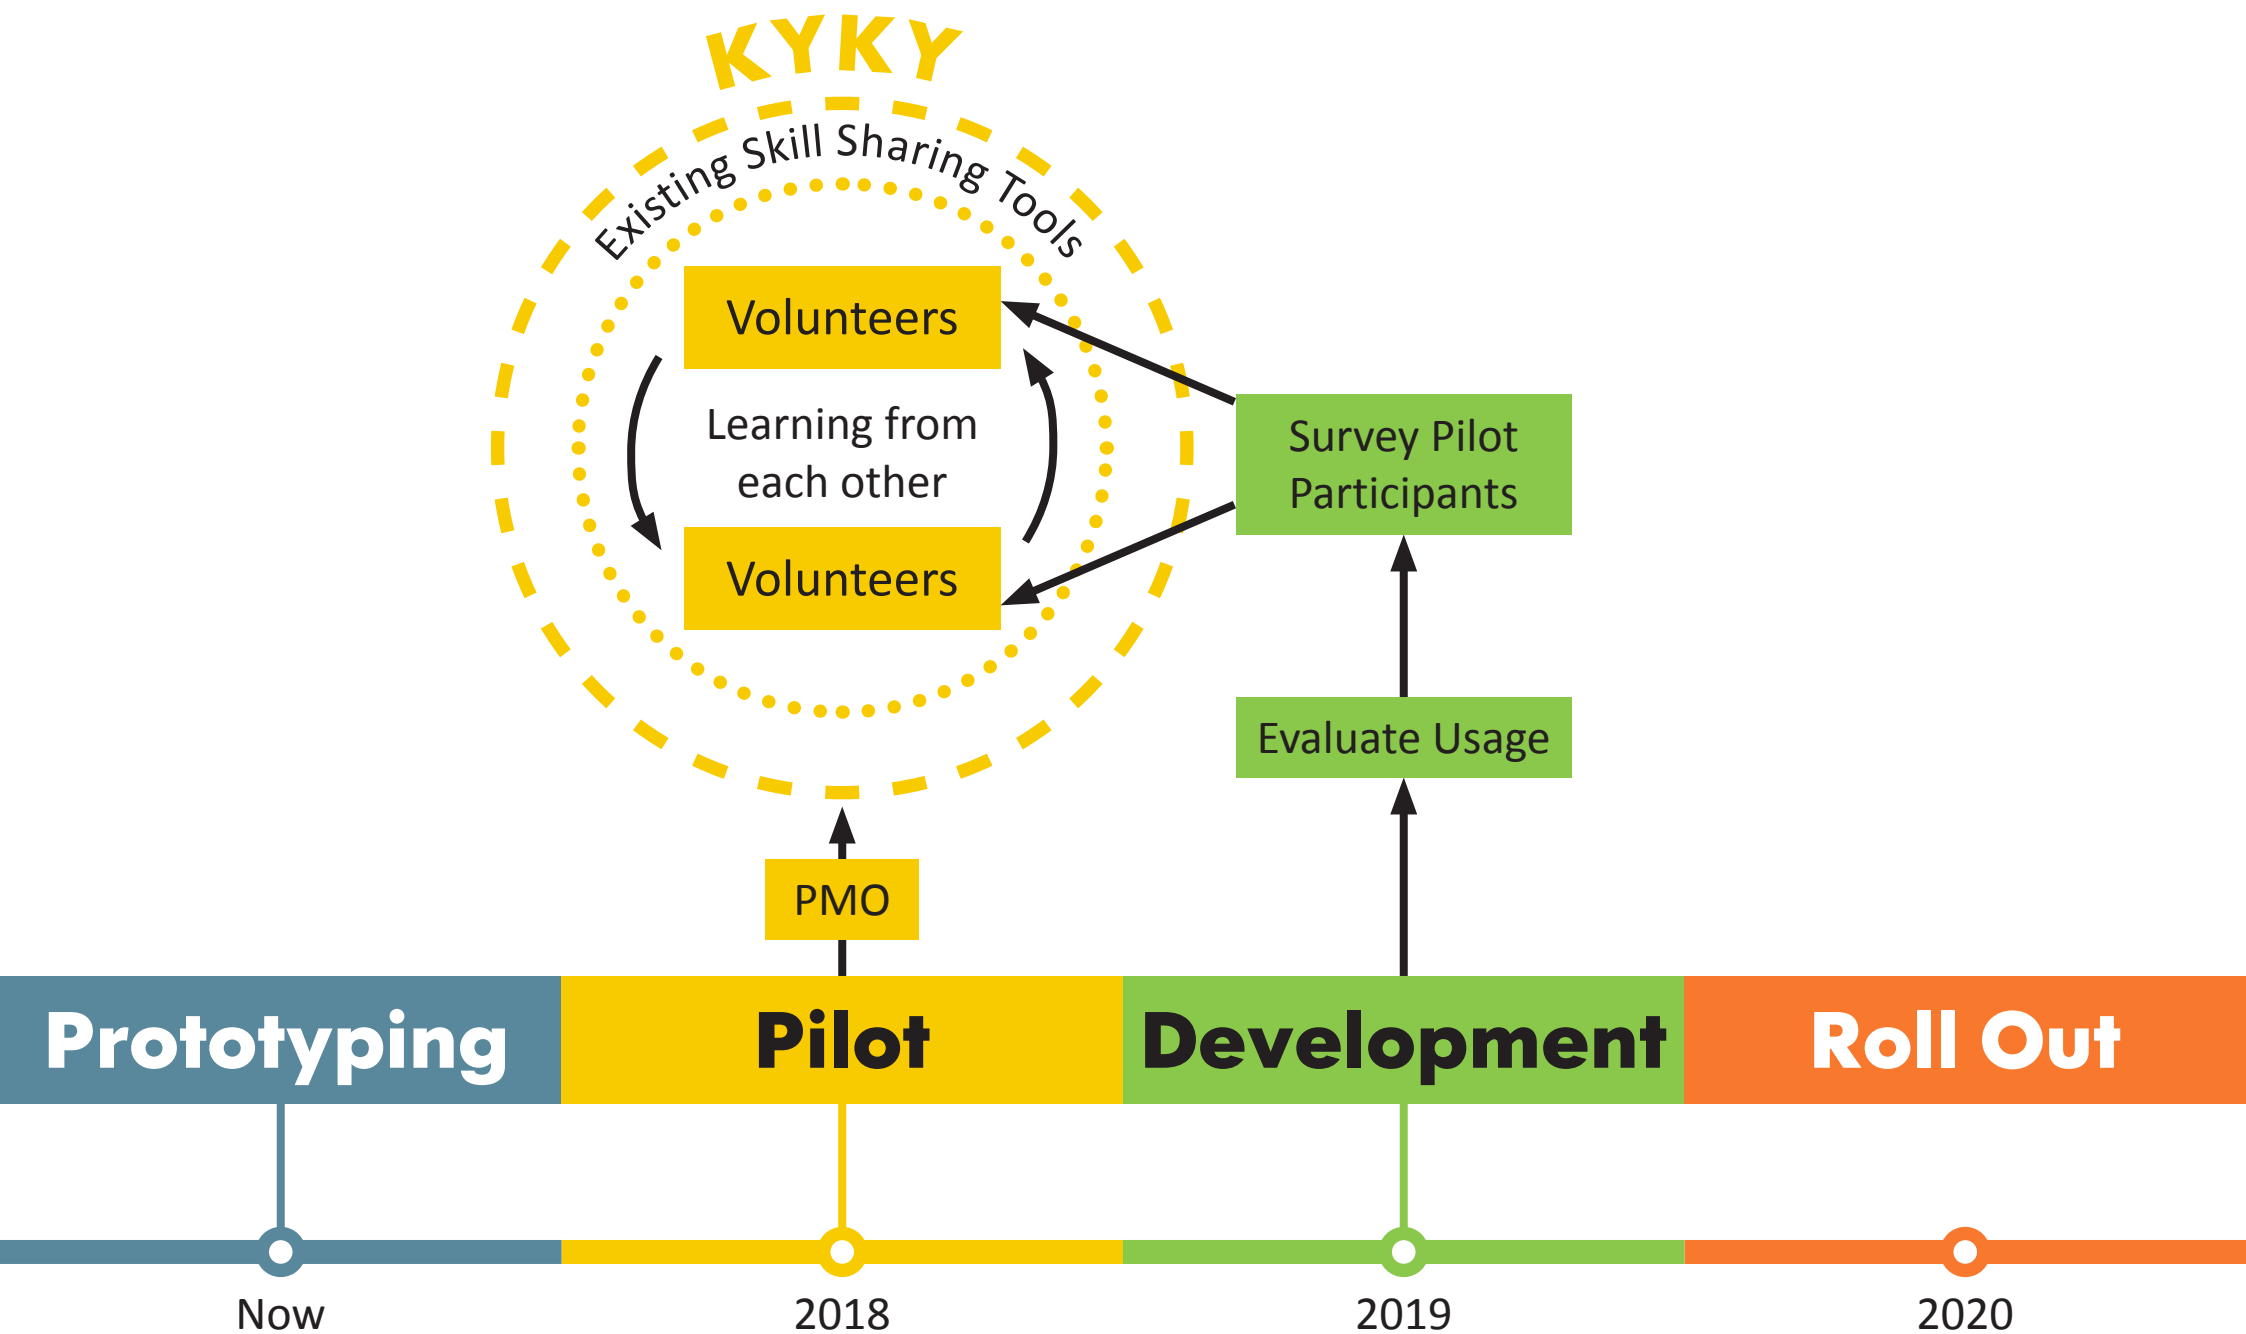 KYKY
Existing Skill Sharing Tools
Volunteers
Learning from
each other
Volunteers
Survey Pilot
Participants
Evaluate Usage
PMO
Prototyping
Pilot
Development
Roll Out
Now
2018
2019
2020